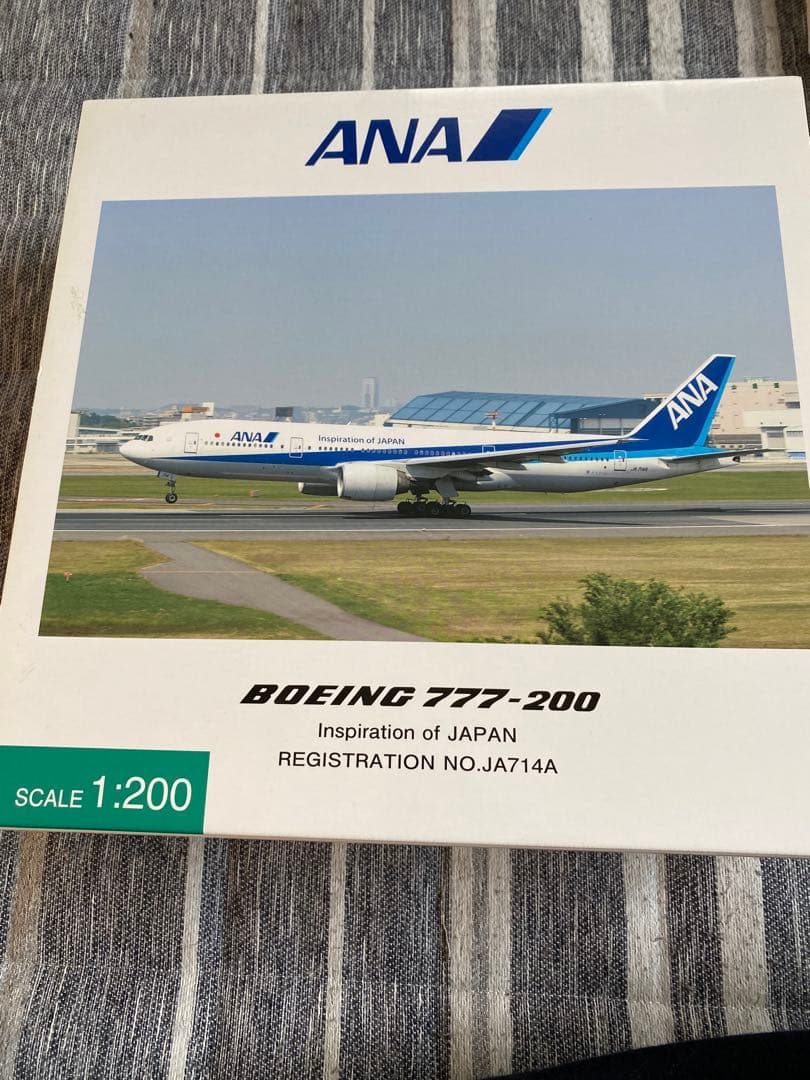 ANA
ANA
ANA
Inspiration of JAPAN
BOEING 777-200
Inspiration of JAPAN
REGISTRATION NO.JA714A
SCALE 1:200